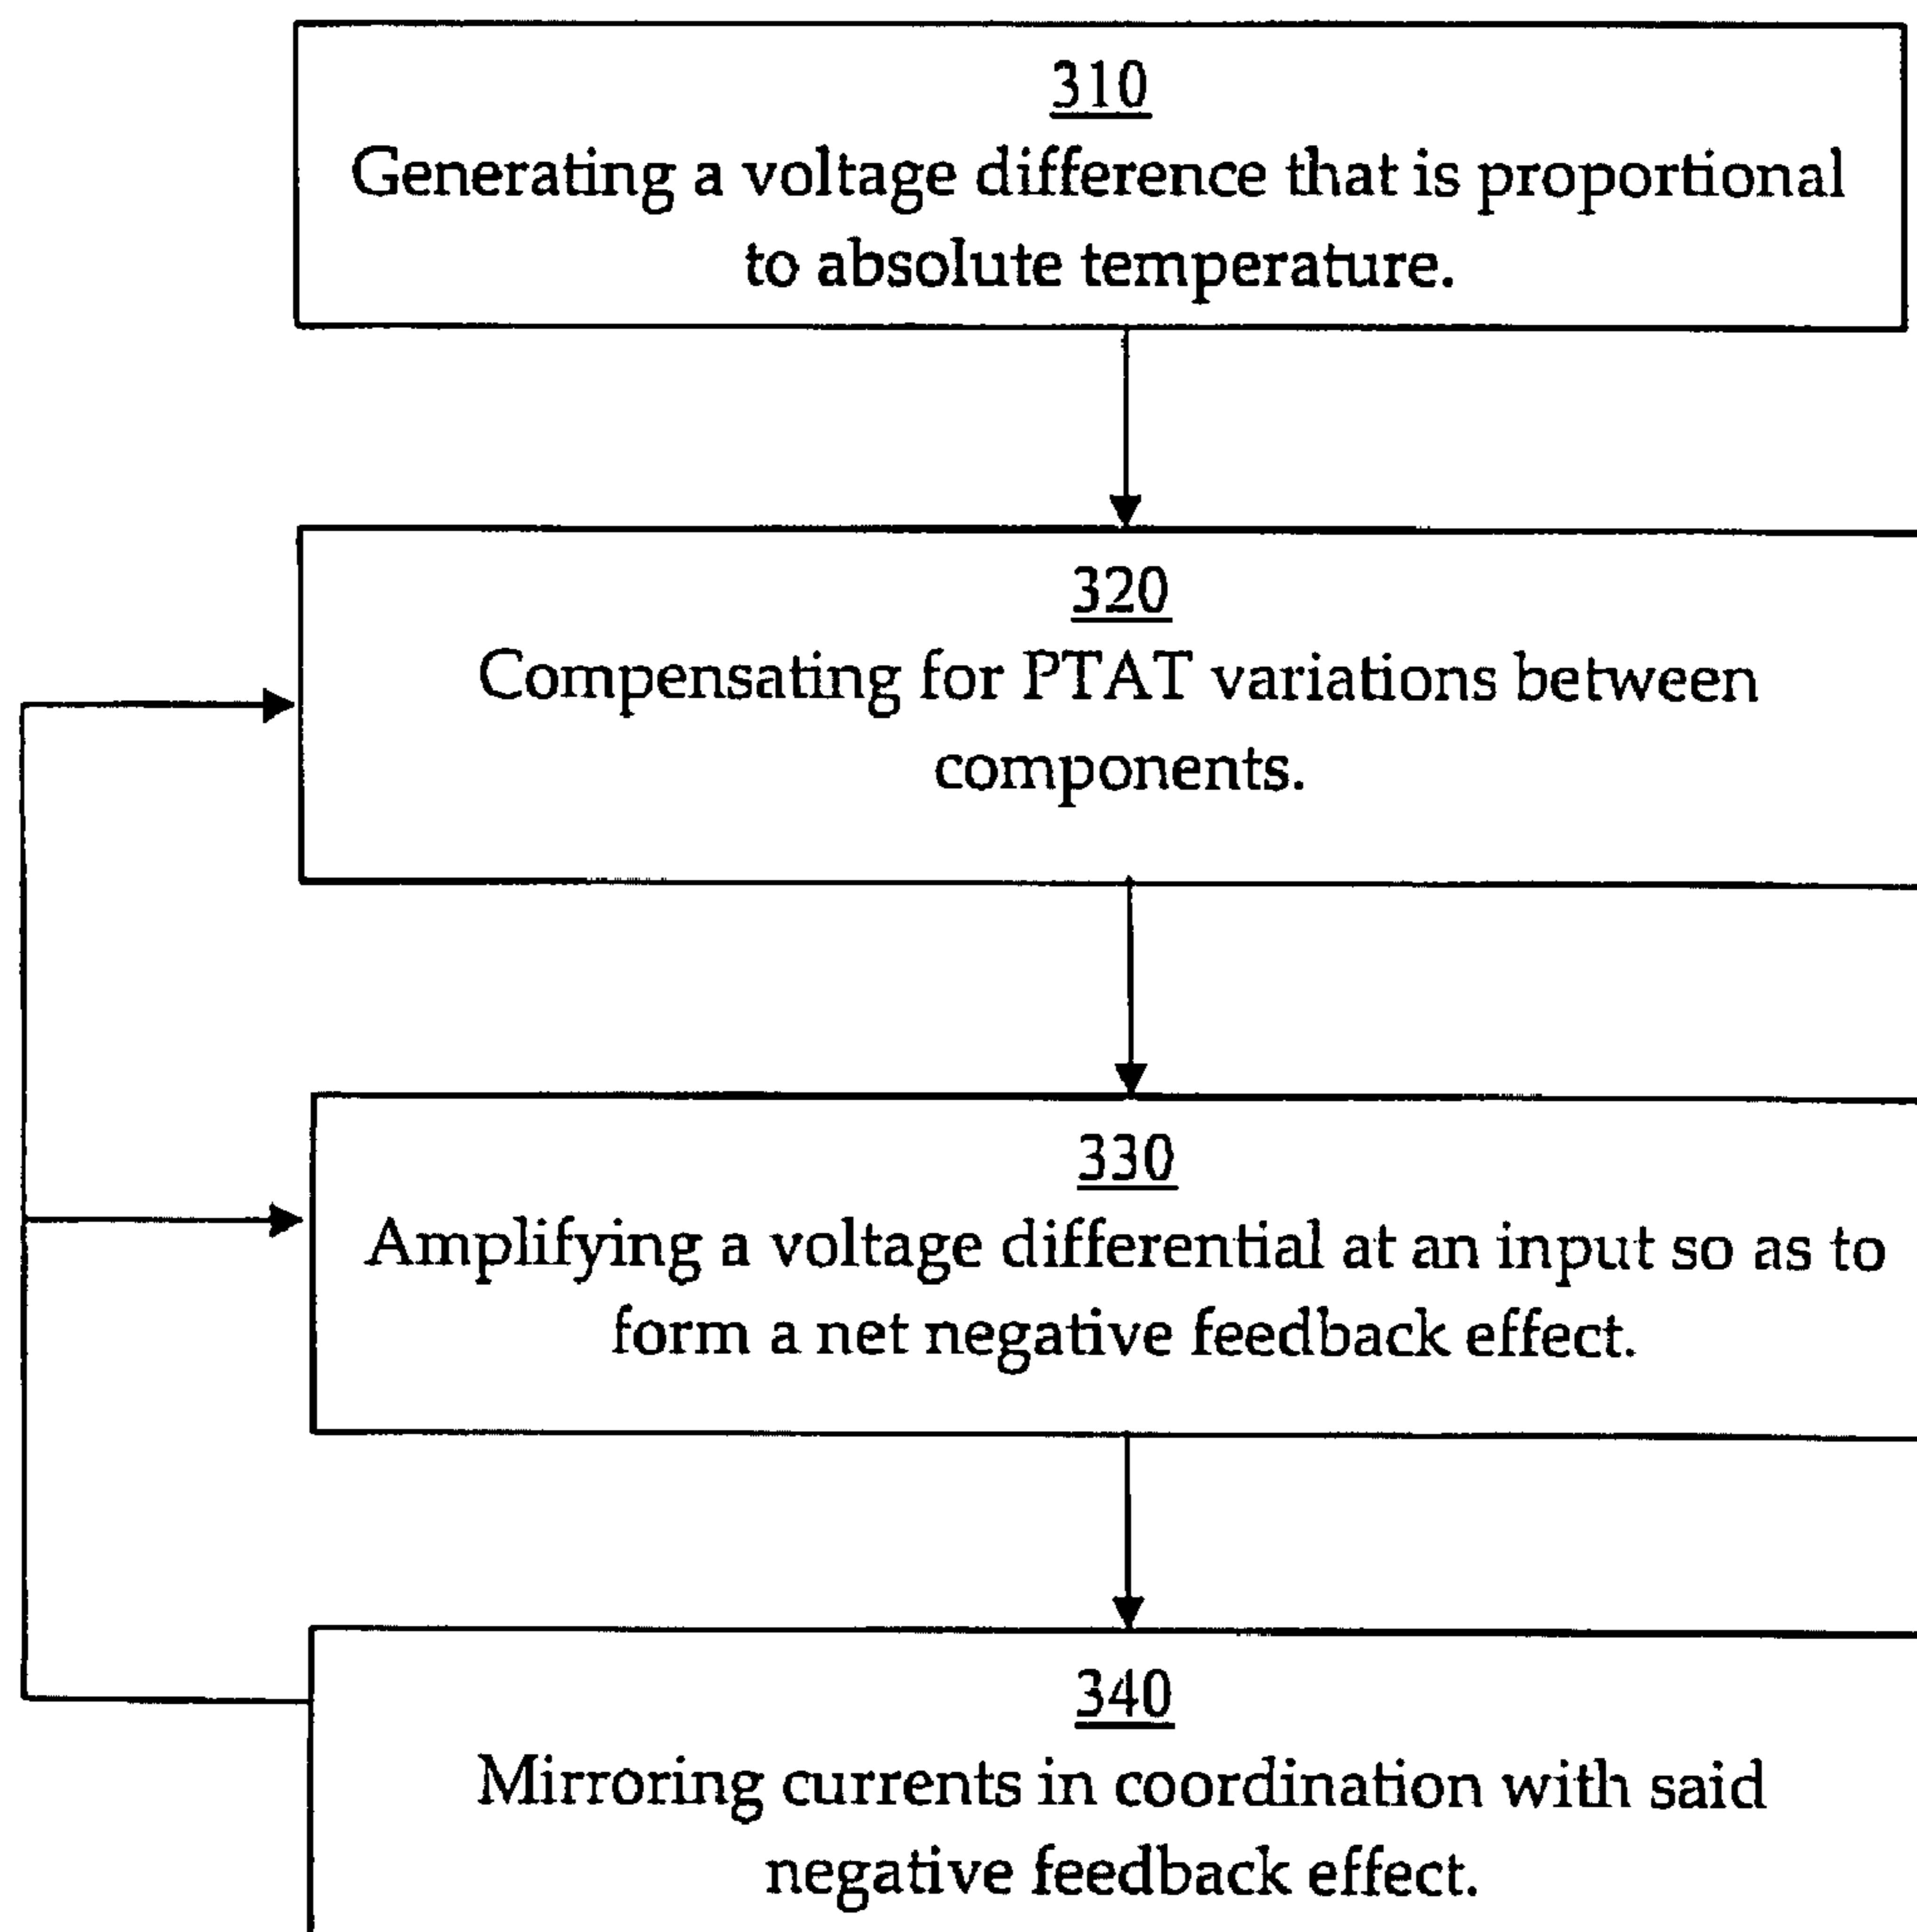 310
Generating a voltage difference that is proportional
to absolute temperature.
320
Compensating for PTAT variations between
components.
330
Amplifying a voltage differential at an input so as to
form a net negative feedback effect.
340
Mirroring currents in coordination with said
negative feedback effect.